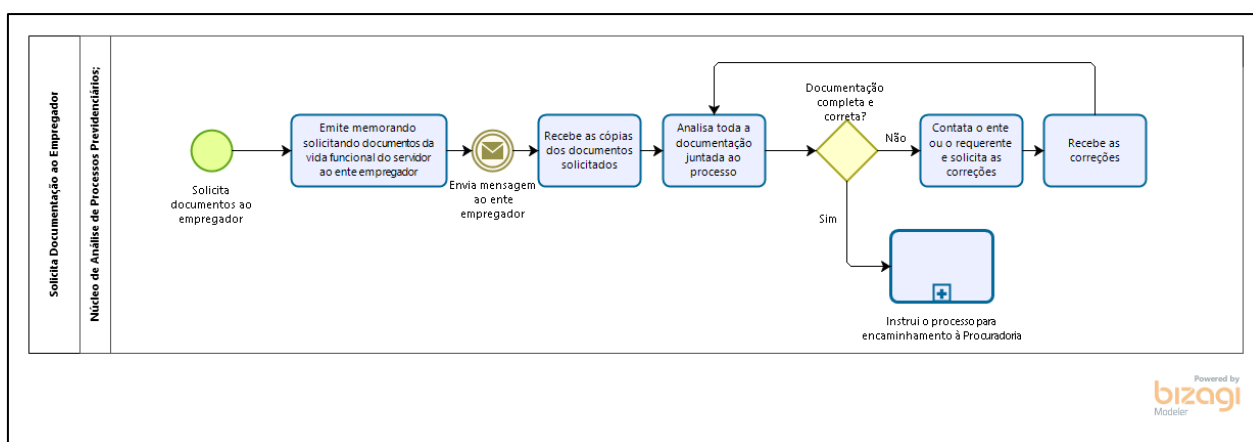 Solicita Documentação ao Empregador
Núcleo de Análise de Processos Previdenciários;
Solicita
documentos ao
empregador
Emite memorando
solicitando documentos da
vida funcional do servidor
ao ente empregador
Envia mensagem
ao ente
empregador
Recebe as cópias
dos documentos
solicitados
Analisa toda a
documentação
juntada ao
processo
Documentação
completa e
correta?
Não
Sim
Contata o ente
ou o requerente
e solicita as
correções
Recebe as
correções
Instrui o processo para
encaminhamento à Procuradoria
Powered by
bizagi
Modeler